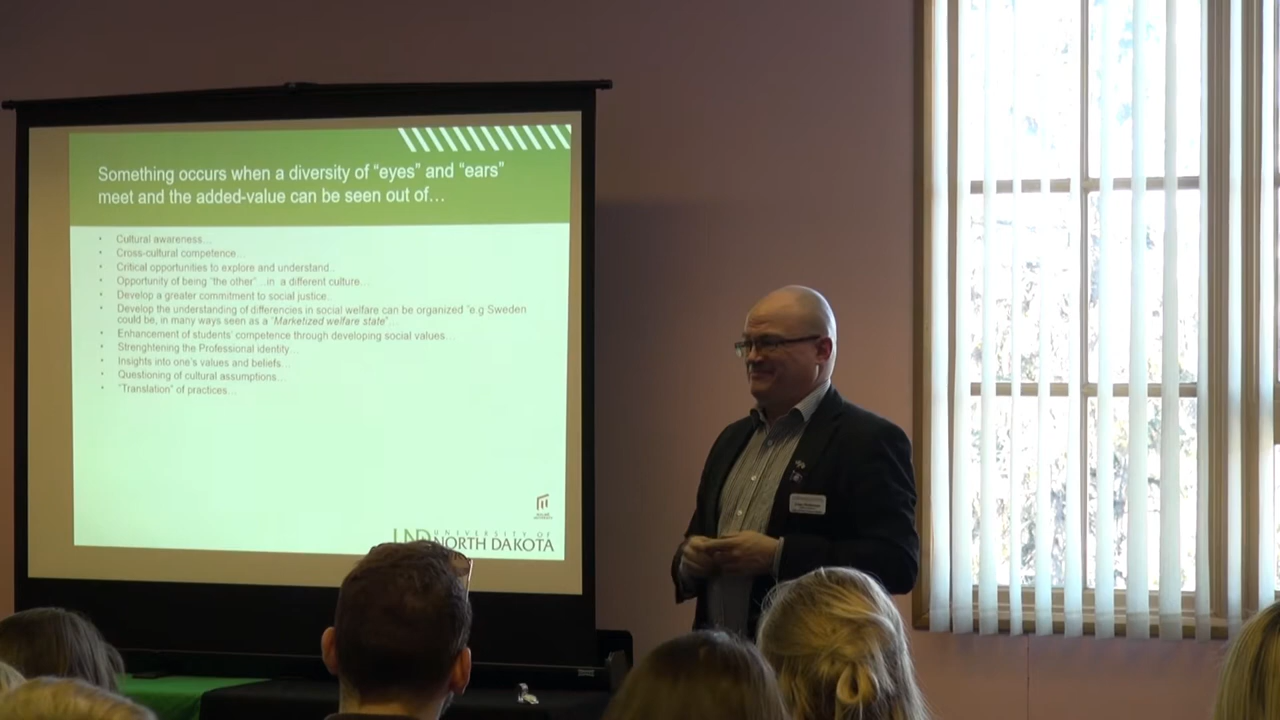 Something occurs when a diversity of “eyes” and “ears”
meet and the added-value can be seen out of…
• Cultural awareness…
• Cross-cultural competence…
• Critical opportunities to explore and understand..
• Opportunity of being “the other”…in a different culture…
• Develop a greater commitment to social justice..
• Develop the understanding of differencies in social welfare can be organized “e.g Sweden
could be, in many ways seen as a “Marketized welfare state”…
• Enhancement of students’ competence through developing social values…
• Strenghtening the Professional identity…
• Insights into one’s values and beliefs…
• Questioning of cultural assumptions…
• “Translation” of practices…
UND UNIVERSITY OF
NORTH DAKOTA